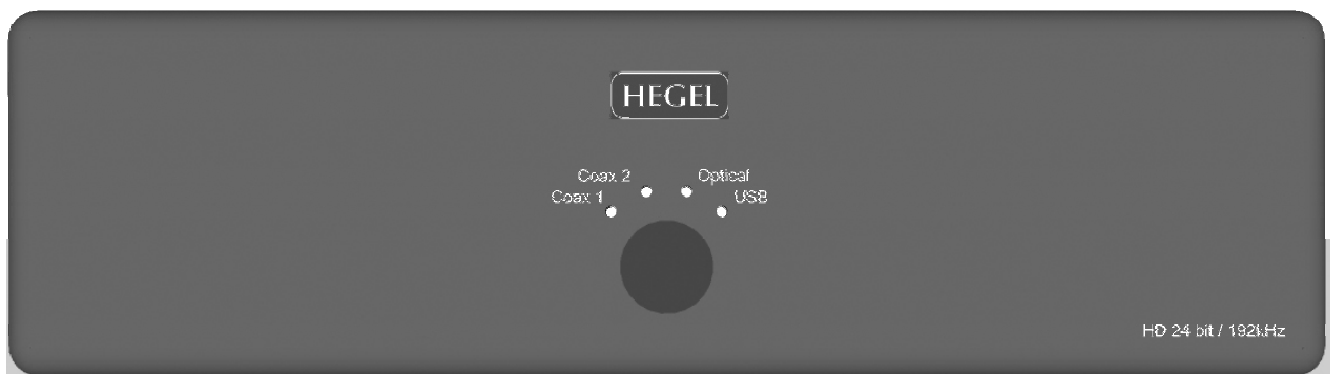 HEGEL
Coax 2
Optical
Coax 1
USB
HD 24 bit / 192kHz